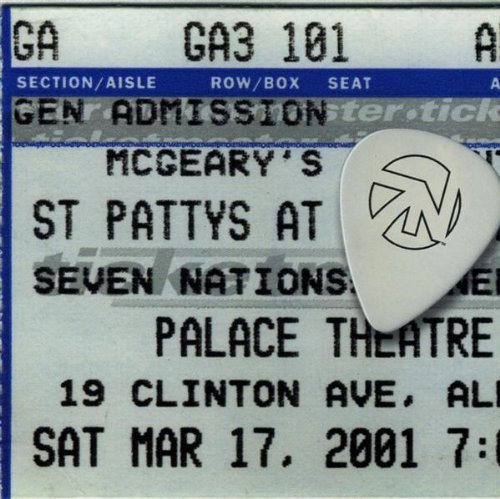 GA GA3 101
SECTION/AISLE ROW/BOX SEAT
GEN ADMISSION
MCGEARY'S
ST PATTYS AT
SEVEN NATIONS:
PALACE THEATRE
19 CLINTON AVE,
SAT MAR 17, 2001